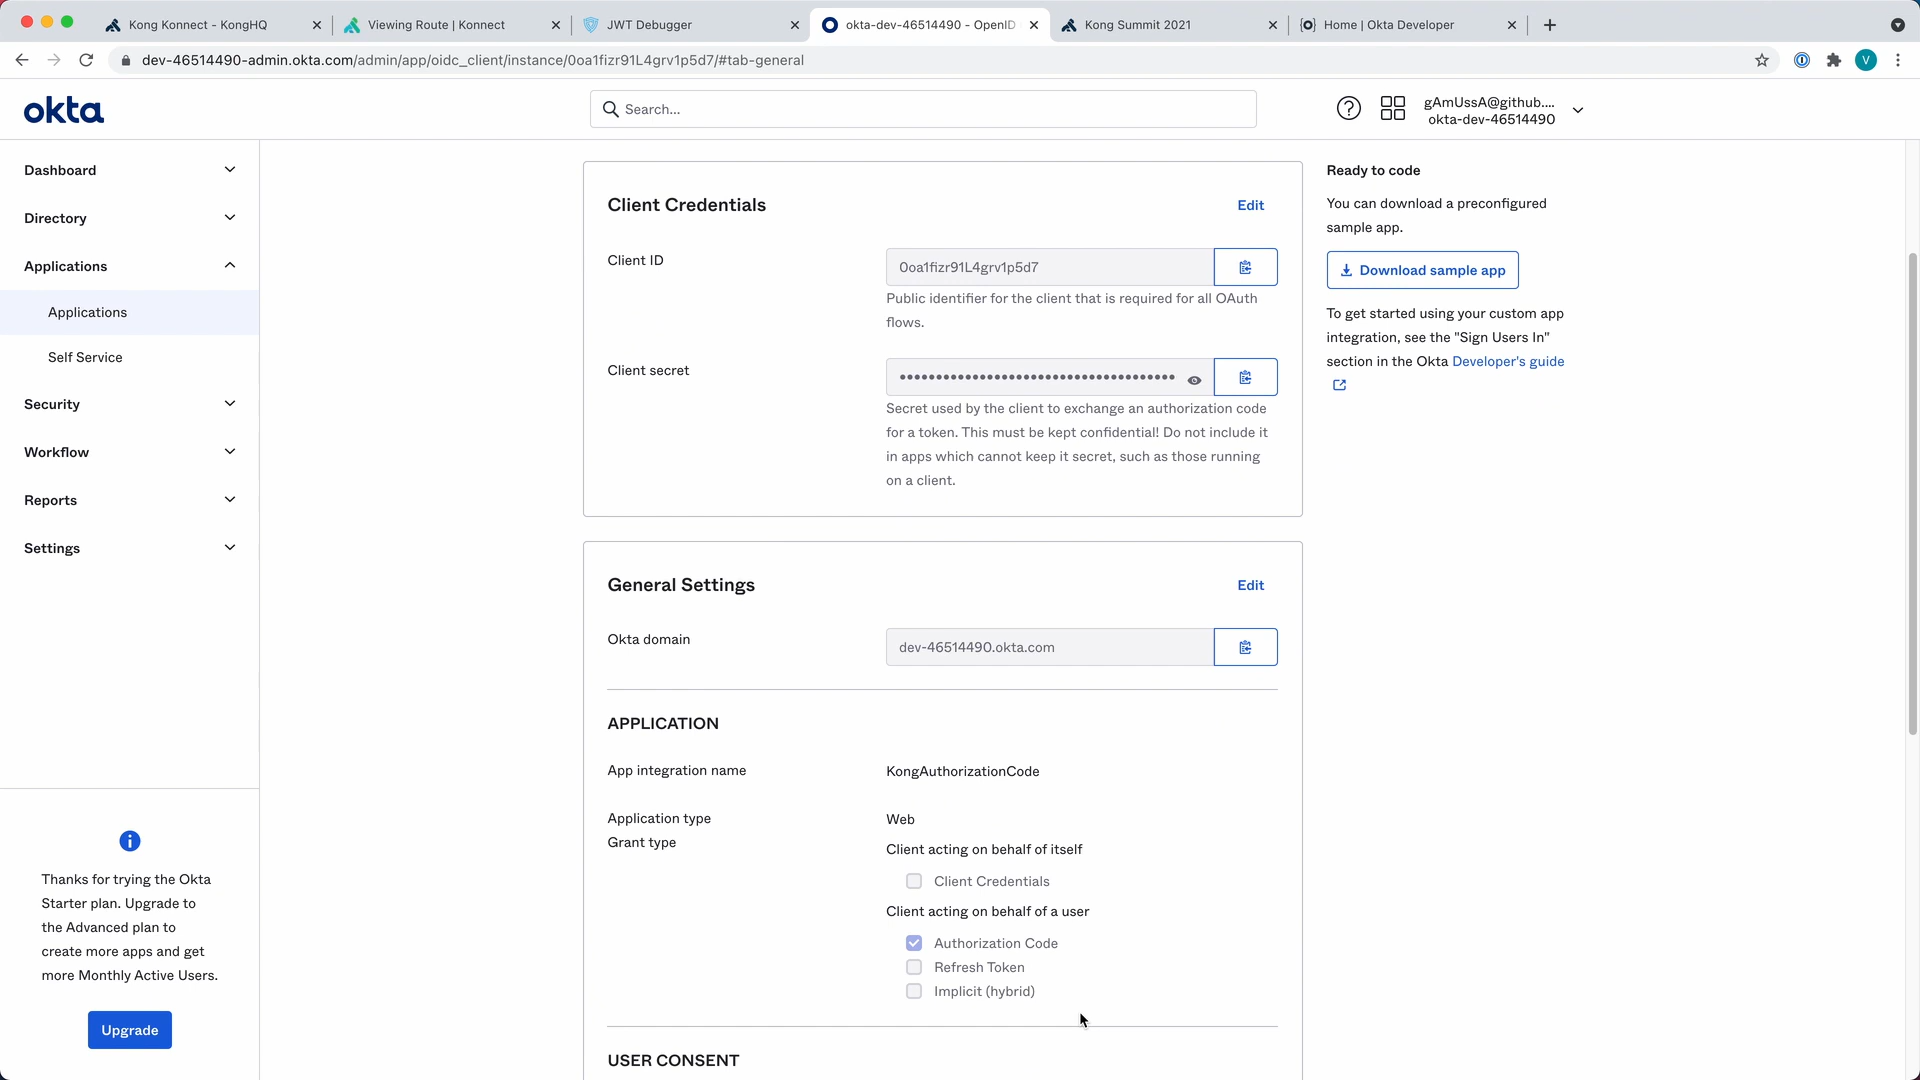 Kong Konnect - KongHQ
Viewing Route | Konnect
JWT Debugger
okta-dev-46514490 - OpenID
Kong Summit 2021
Home | Okta Developer
dev-46514490-admin.okta.com/admin/app/oidc_client/instance/0oa1fizr91L4grv1p5d7/#tab-general
V
okta
Search...
gAmUssA@github....
okta-dev-46514490
Dashboard
Directory
Applications
Applications
Self Service
Security
Workflow
Reports
Settings
Thanks for trying the Okta
Starter plan. Upgrade to
the Advanced plan to
create more apps and get
more Monthly Active Users.
Upgrade
Client Credentials
Edit
Client ID
0oa1fizr91L4grv1p5d7
Public identifier for the client that is required for all OAuth
flows.
Client secret
Secret used by the client to exchange an authorization code
for a token. This must be kept confidential! Do not include it
in apps which cannot keep it secret, such as those running
on a client.
General Settings
Edit
Okta domain
dev-46514490.okta.com
APPLICATION
App integration name
KongAuthorizationCode
Application type
Web
Grant type
Client acting on behalf of itself
Client Credentials
Client acting on behalf of a user
Authorization Code
Refresh Token
Implicit (hybrid)
USER CONSENT
Ready to code
You can download a preconfigured
sample app.
Download sample app
To get started using your custom app
integration, see the "Sign Users In"
section in the Okta Developer's guide